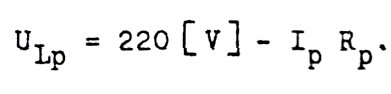 U_Lp = 220 [V] - I_p R_p.